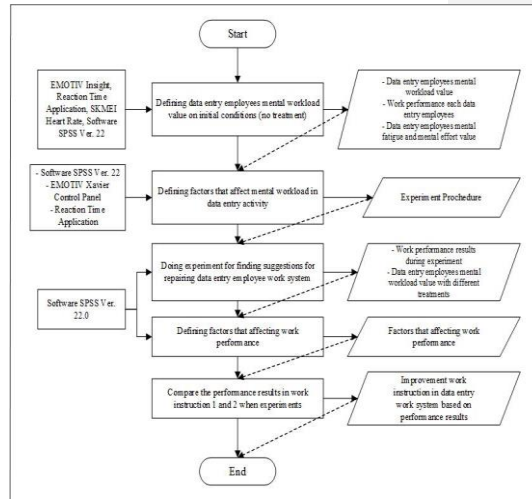 Start
EMOTIV Insight,
Reaction Time
Application, SKMEI
Heart Rate, Software
SPSS Ver. 22
Defining data entry employees mental workload
value on initial conditions (no treatment)
- Data entry employees mental
workload value
- Work performance each data
entry employees
- Data entry employees mental
fatigue and mental effort value
- Software SPSS Ver. 22
- EMOTIV Xavier
Control Panel
- Reaction Time
Application
Defining factors that affect mental workload in
data entry activity
Experiment Prochedure
Software SPSS Ver.
22.0
Doing experiment for finding suggestions for
repairing data entry employee work system
- Work performance results
during experiment
- Data entry employees mental
workload value with different
treatments
Defining factors that affecting work
performance
Factors that affecting work
performance
Compare the performance results in work
instruction 1 and 2 when experiments
Improvement work
instruction in data entry
work system based on
performance results
End